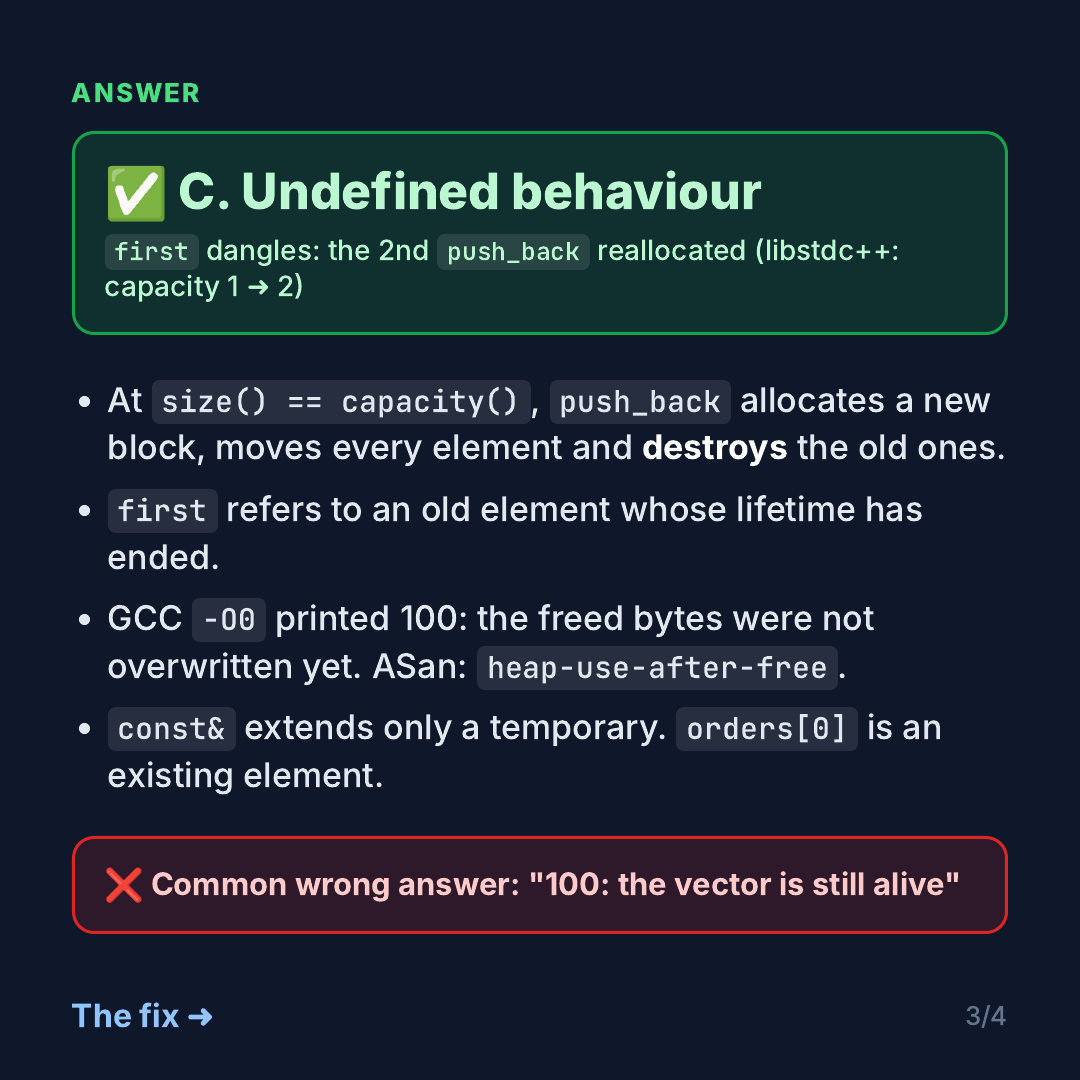 ANSWER
✅ C. Undefined behaviour
first dangles: the 2nd push_back reallocated (libstdc++:
capacity 1 ➜ 2)
• At size() == capacity(), push_back allocates a new
block, moves every element and destroys the old ones.
• first refers to an old element whose lifetime has
ended.
• GCC -O0 printed 100: the freed bytes were not
overwritten yet. ASan: heap-use-after-free.
• const& extends only a temporary. orders[0] is an
existing element.
❌ Common wrong answer: "100: the vector is still alive"
The fix ➜
3/4